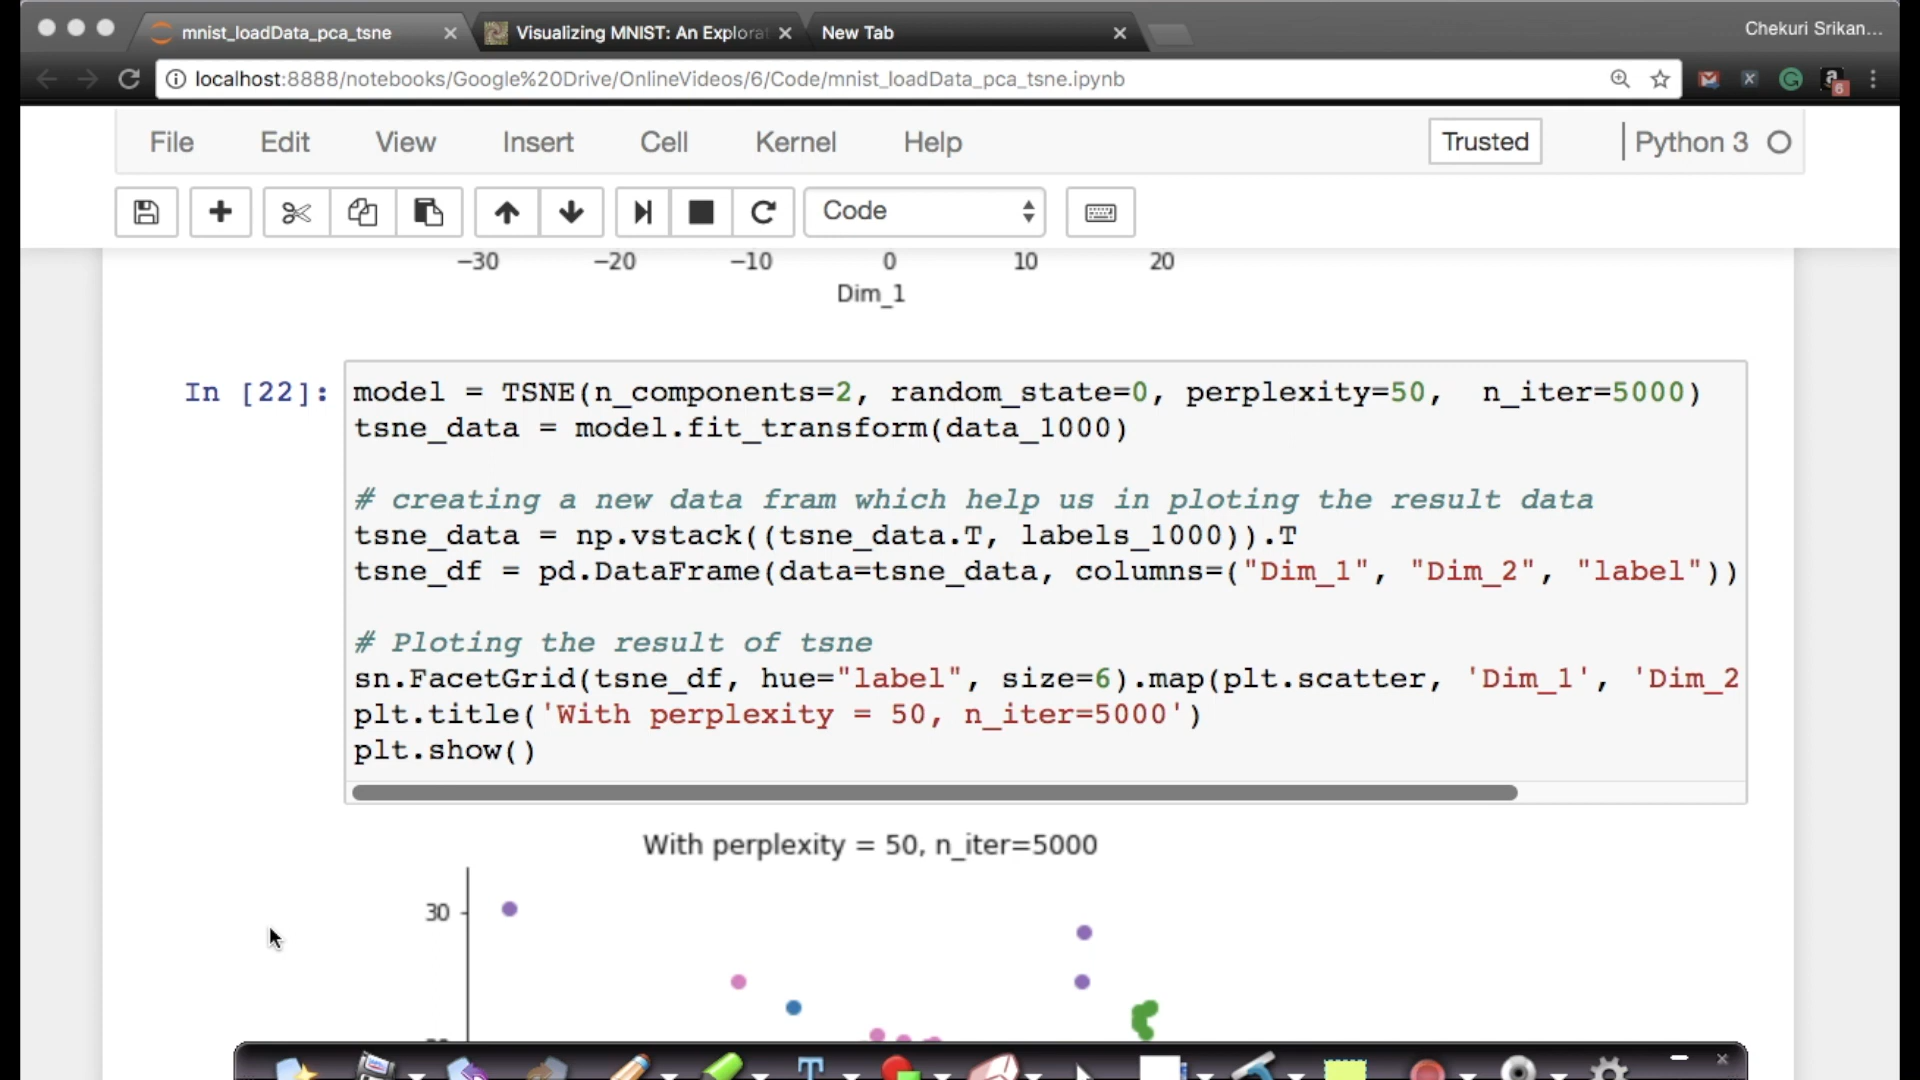 mnist_loadData_pca_tsne
Visualizing MNIST: An Explorat
New Tab
Chekuri Srikan...
localhost:8888/notebooks/Google%20Drive/OnlineVideos/6/Code/mnist_loadData_pca_tsne.ipynb
6
File Edit View Insert Cell Kernel Help
Trusted
Python 3
Code
−30 −20 −10 0 10 20
Dim_1
In [22]:
model = TSNE(n_components=2, random_state=0, perplexity=50,  n_iter=5000)
tsne_data = model.fit_transform(data_1000)
# creating a new data fram which help us in ploting the result data
tsne_data = np.vstack((tsne_data.T, labels_1000)).T
tsne_df = pd.DataFrame(data=tsne_data, columns=("Dim_1", "Dim_2", "label"))
# Ploting the result of tsne
sn.FacetGrid(tsne_df, hue="label", size=6).map(plt.scatter, 'Dim_1', 'Dim_2
plt.title('With perplexity = 50, n_iter=5000')
plt.show()
With perplexity = 50, n_iter=5000
30